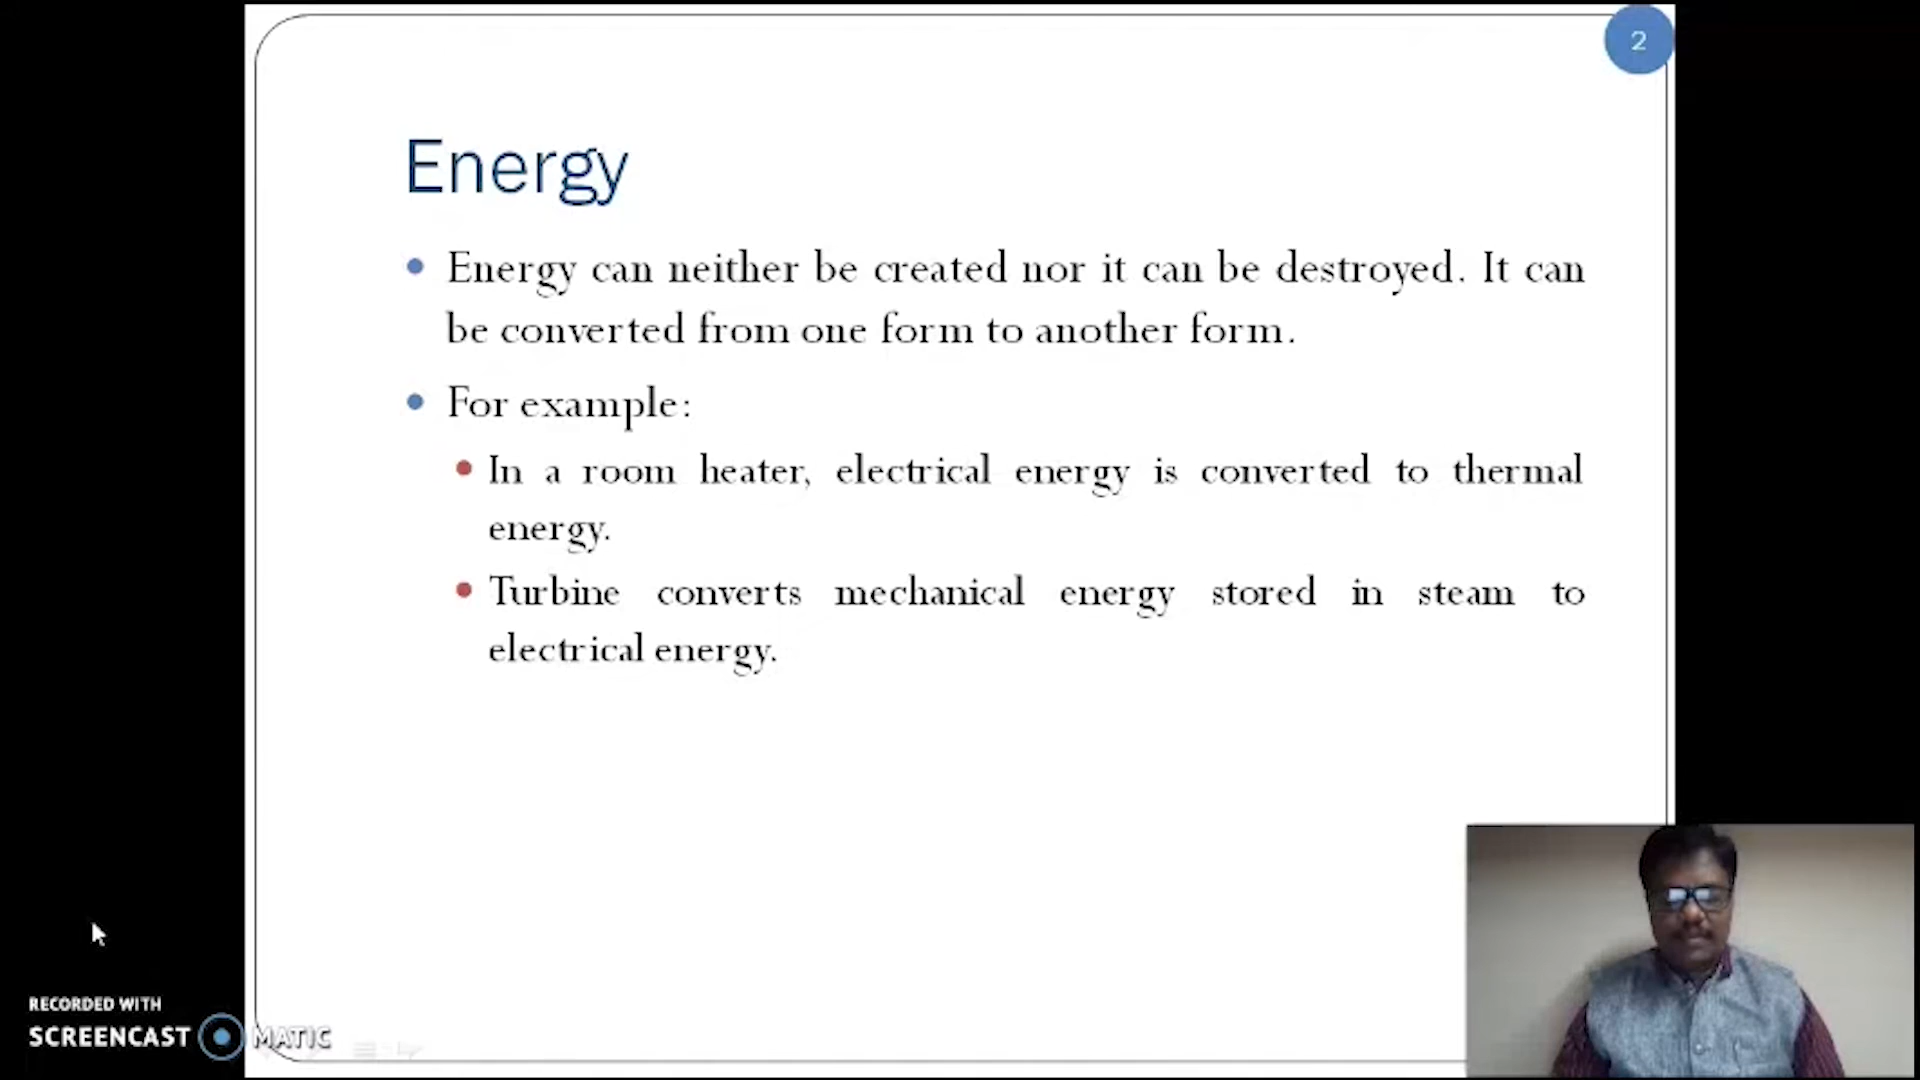 2
Energy
Energy can neither be created nor it can be destroyed. It can
be converted from one form to another form.
For example:
In a room heater, electrical energy is converted to thermal
energy.
Turbine converts mechanical energy stored in steam to
electrical energy.
RECORDED WITH
SCREENCAST MATIC